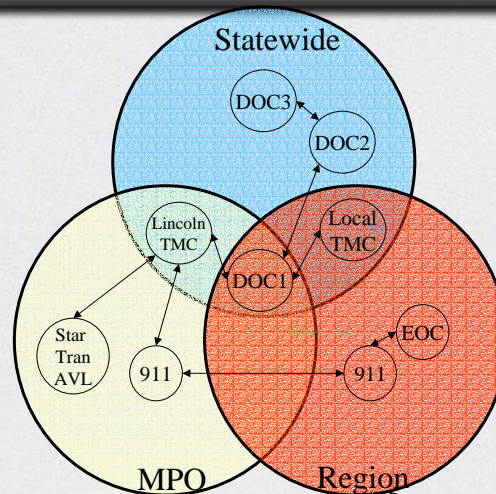 Statewide
DOC3
DOC2
Lincoln
TMC
Local
TMC
DOC1
Star
Tran
AVL
911
EOC
911
MPO
Region